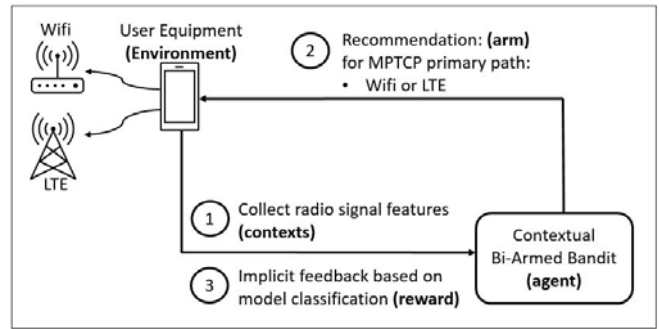 Wifi
User Equipment
(Environment)
LTE
2
Recommendation: (arm)
for MPTCP primary path:
• Wifi or LTE
1
Collect radio signal features
(contexts)
3
Implicit feedback based on
model classification (reward)
Contextual
Bi-Armed Bandit
(agent)